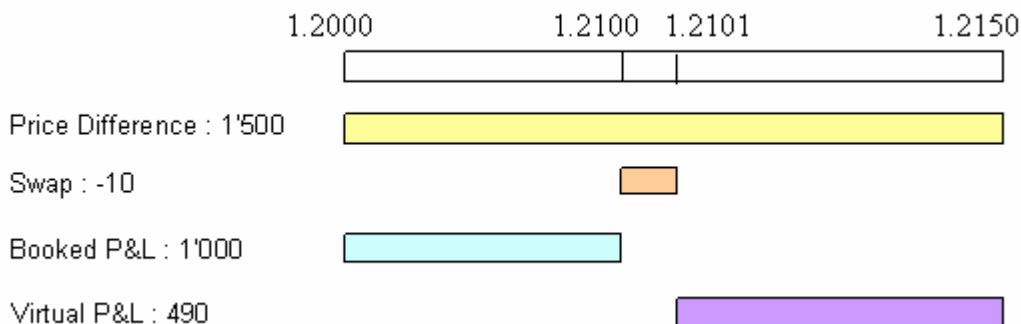 1.2000 1.2100 1.2101 1.2150
Price Difference : 1'500
Swap : -10
Booked P&L : 1'000
Virtual P&L : 490